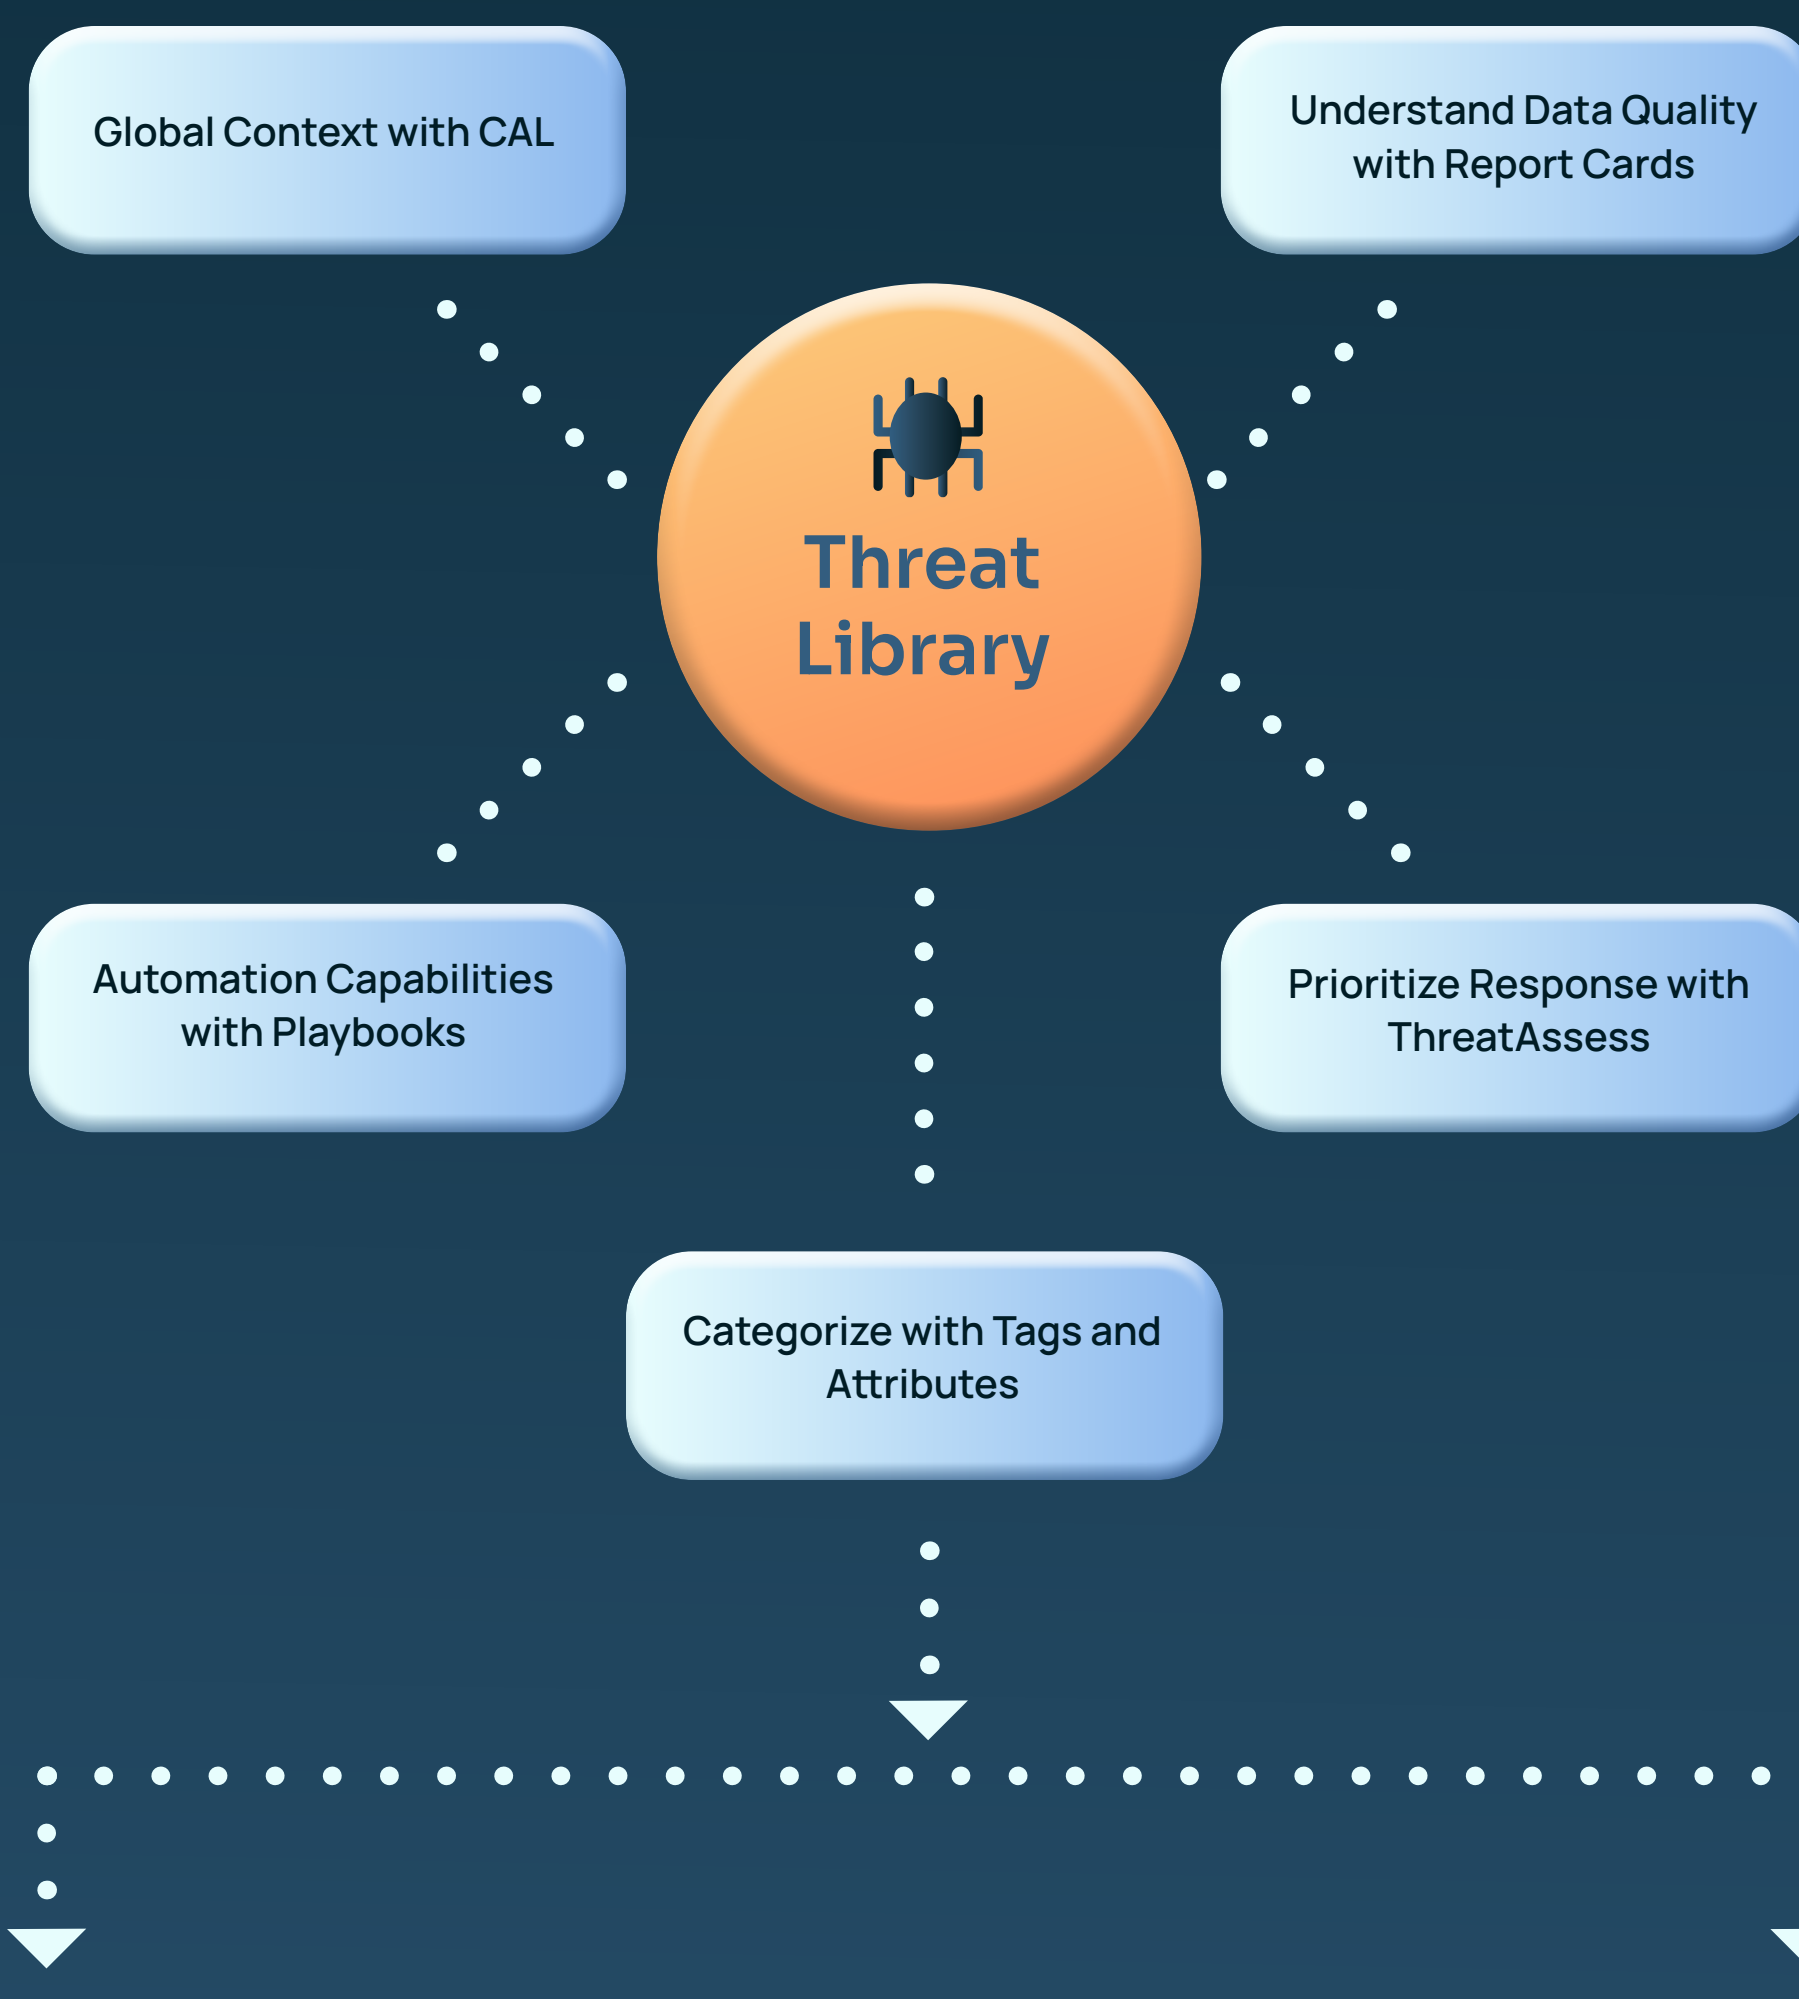 Global Context with CAL
Understand Data Quality
with Report Cards
Threat
Library
Automation Capabilities
with Playbooks
Prioritize Response with
ThreatAssess
Categorize with Tags and
Attributes